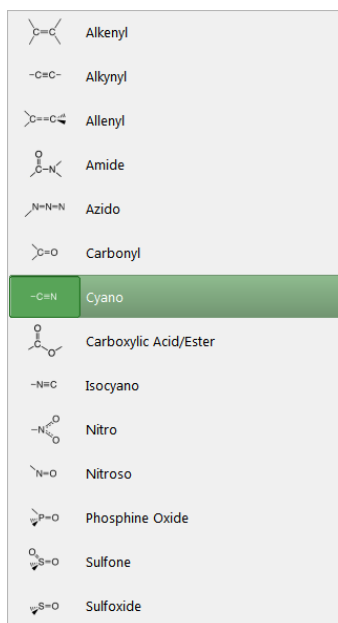 C=C Alkenyl
-C≡C- Alkynyl
C==C Allenyl
O
C-N Amide
N=N=N Azido
C=O Carbonyl
-C≡N Cyano
O
C
O Carboxylic Acid/Ester
-N≡C Isocyano
O
-N
O Nitro
N=O Nitroso
P=O Phosphine Oxide
O
S=O Sulfone
S=O Sulfoxide